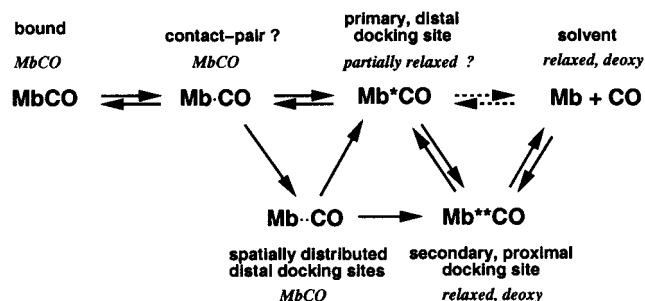 bound
contact–pair ?
primary, distal
docking site
solvent
MbCO
MbCO
partially relaxed ?
relaxed, deoxy
MbCO
Mb·CO
Mb*CO
Mb + CO
Mb··CO
Mb**CO
spatially distributed
distal docking sites
MbCO
secondary, proximal
docking site
relaxed, deoxy